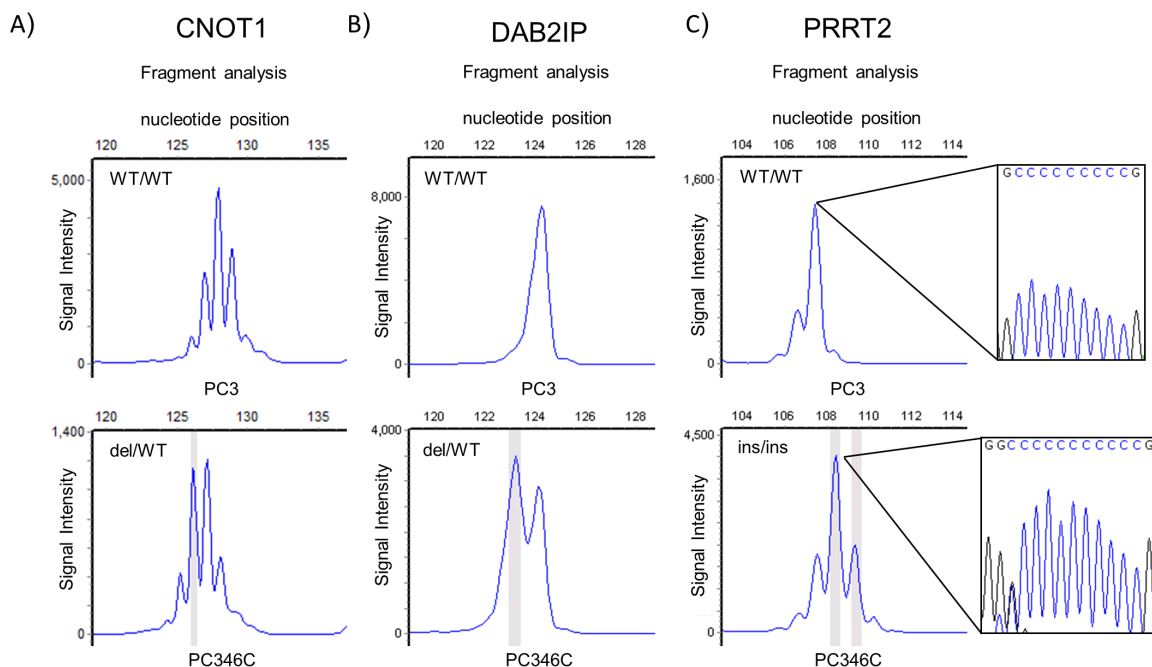 A)
CNOT1
Fragment analysis
nucleotide position
120 125 130 135
5,000
WT/WT
Signal Intensity
0
PC3
120 125 130 135
1,400
del/WT
Signal Intensity
0
PC346C
B)
DAB2IP
Fragment analysis
nucleotide position
120 122 124 126 128
8,000
WT/WT
Signal Intensity
0
PC3
120 122 124 126 128
4,000
del/WT
Signal Intensity
0
PC346C
C)
PRRT2
Fragment analysis
nucleotide position
104 106 108 110 112 114
1,600
WT/WT
Signal Intensity
0
PC3
G C C C C C C C C C G
104 106 108 110 112 114
4,500
ins/ins
Signal Intensity
0
PC346C
G G C C C C C C C C C C C G